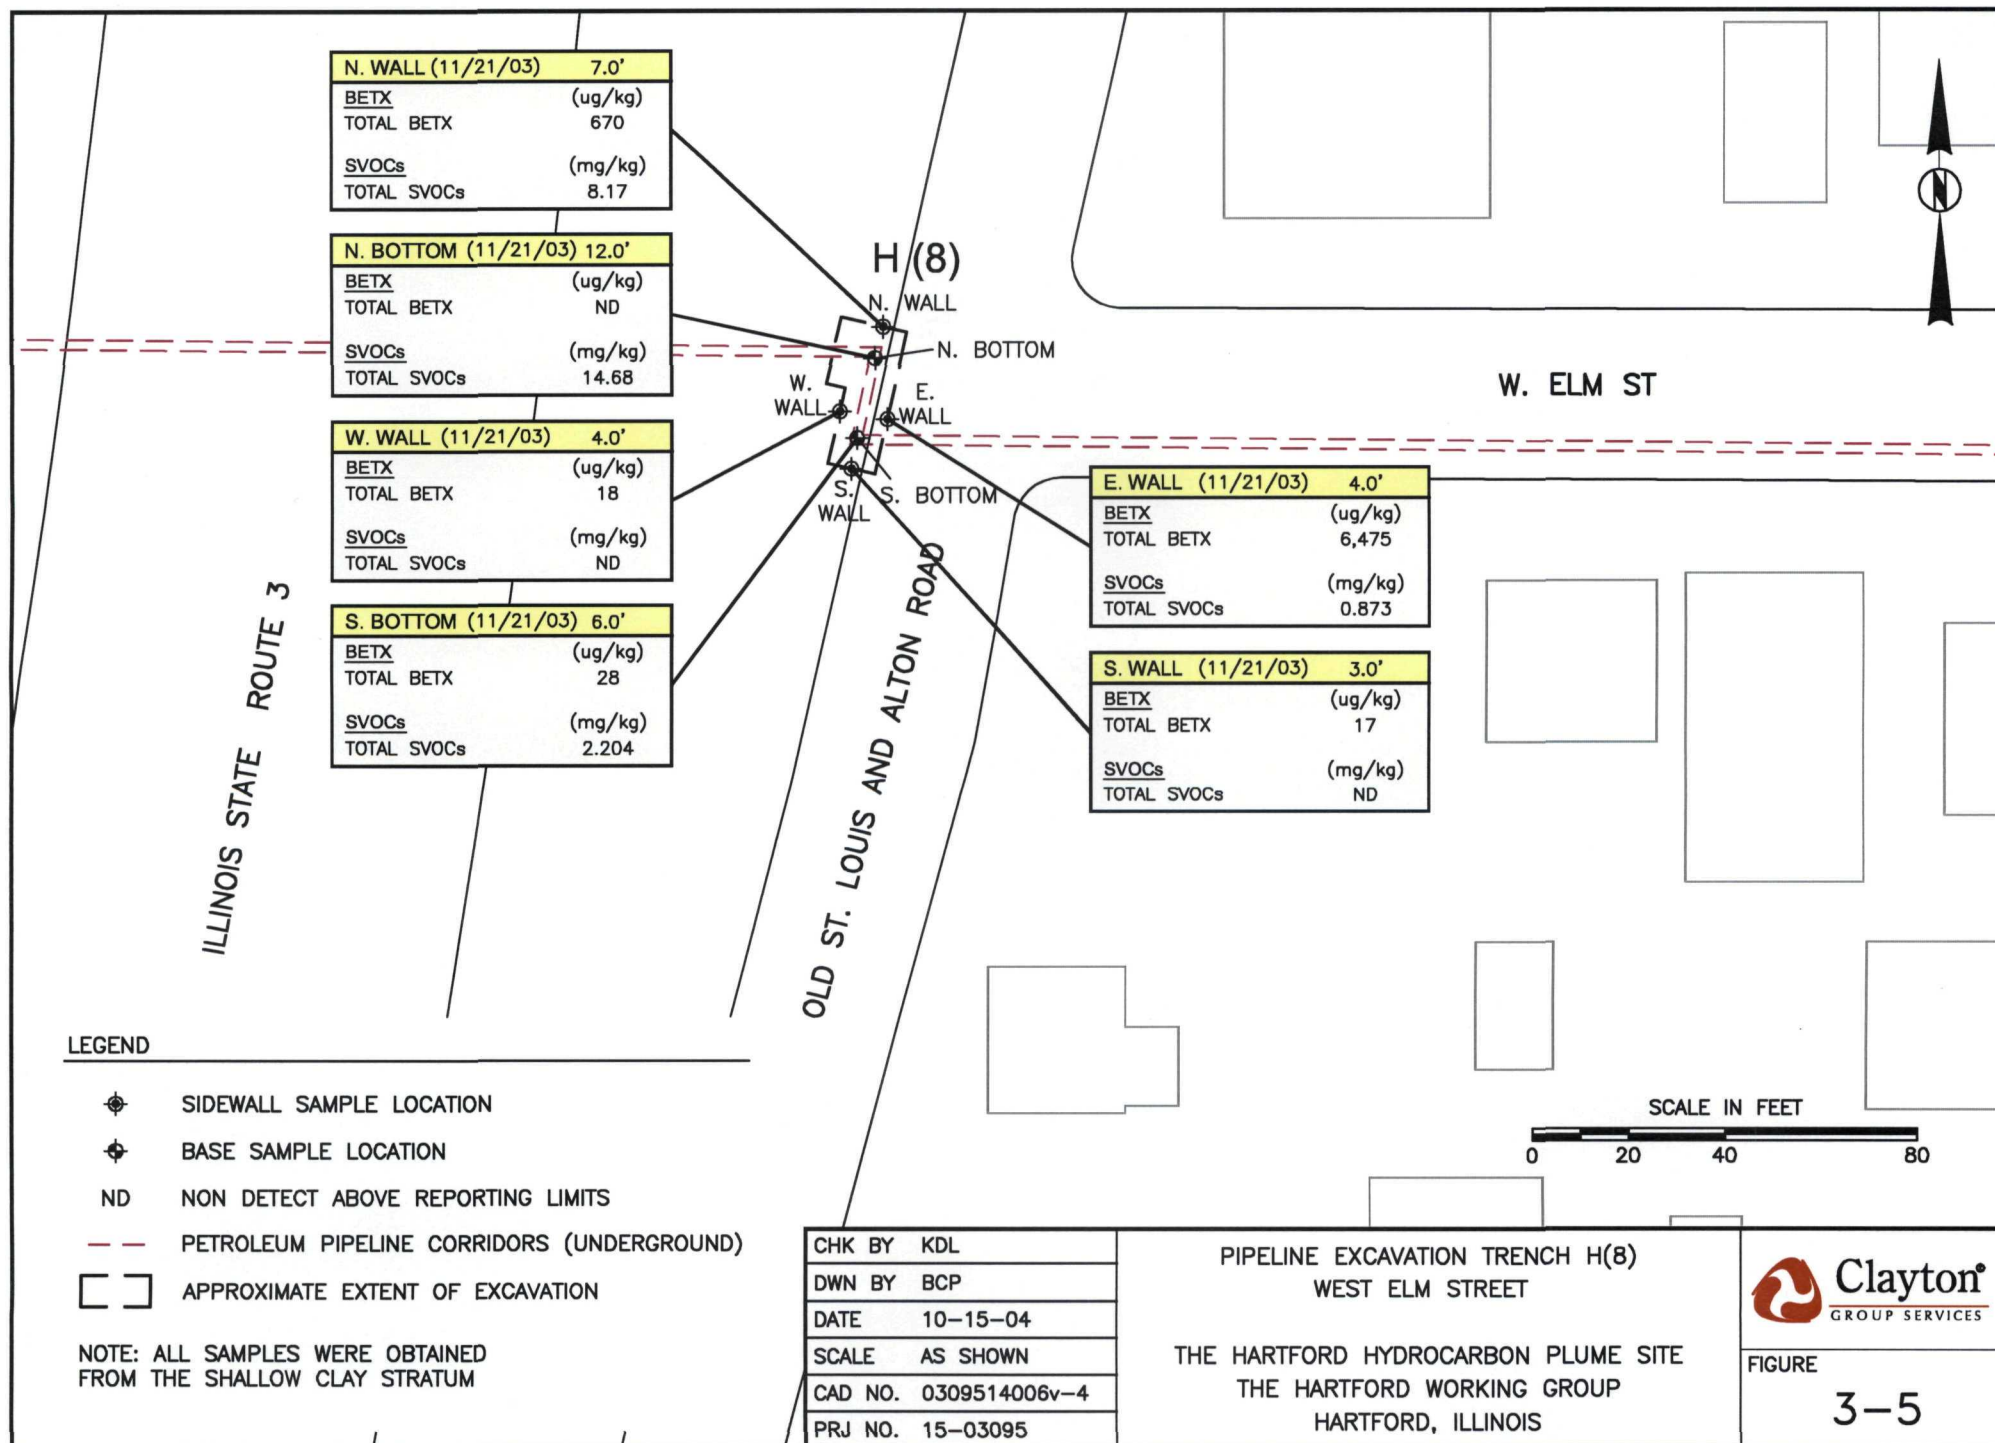 N. WALL (11/21/03) 7.0'
BETX (ug/kg)
TOTAL BETX 670
SVOCs (mg/kg)
TOTAL SVOCs 8.17
N. BOTTOM (11/21/03) 12.0'
BETX (ug/kg)
TOTAL BETX ND
SVOCs (mg/kg)
TOTAL SVOCs 14.68
W. WALL (11/21/03) 4.0'
BETX (ug/kg)
TOTAL BETX 18
SVOCs (mg/kg)
TOTAL SVOCs ND
S. BOTTOM (11/21/03) 6.0'
BETX (ug/kg)
TOTAL BETX 28
SVOCs (mg/kg)
TOTAL SVOCs 2.204
H (8)
N. WALL
N. BOTTOM
W.
WALL
E.
WALL
S.
WALL
S. BOTTOM
N
W. ELM ST
E. WALL (11/21/03) 4.0'
BETX (ug/kg)
TOTAL BETX 6,475
SVOCs (mg/kg)
TOTAL SVOCs 0.873
S. WALL (11/21/03) 3.0'
BETX (ug/kg)
TOTAL BETX 17
SVOCs (mg/kg)
TOTAL SVOCs ND
ILLINOIS STATE ROUTE 3
OLD ST. LOUIS AND ALTON ROAD
LEGEND
SIDEWALL SAMPLE LOCATION
BASE SAMPLE LOCATION
ND NON DETECT ABOVE REPORTING LIMITS
PETROLEUM PIPELINE CORRIDORS (UNDERGROUND)
APPROXIMATE EXTENT OF EXCAVATION
NOTE: ALL SAMPLES WERE OBTAINED
FROM THE SHALLOW CLAY STRATUM
SCALE IN FEET
0 20 40 80
CHK BY KDL
DWN BY BCP
DATE 10-15-04
SCALE AS SHOWN
CAD NO. 0309514006v-4
PRJ NO. 15-03095
PIPELINE EXCAVATION TRENCH H(8)
WEST ELM STREET
THE HARTFORD HYDROCARBON PLUME SITE
THE HARTFORD WORKING GROUP
HARTFORD, ILLINOIS
Clayton®
GROUP SERVICES
FIGURE
3-5